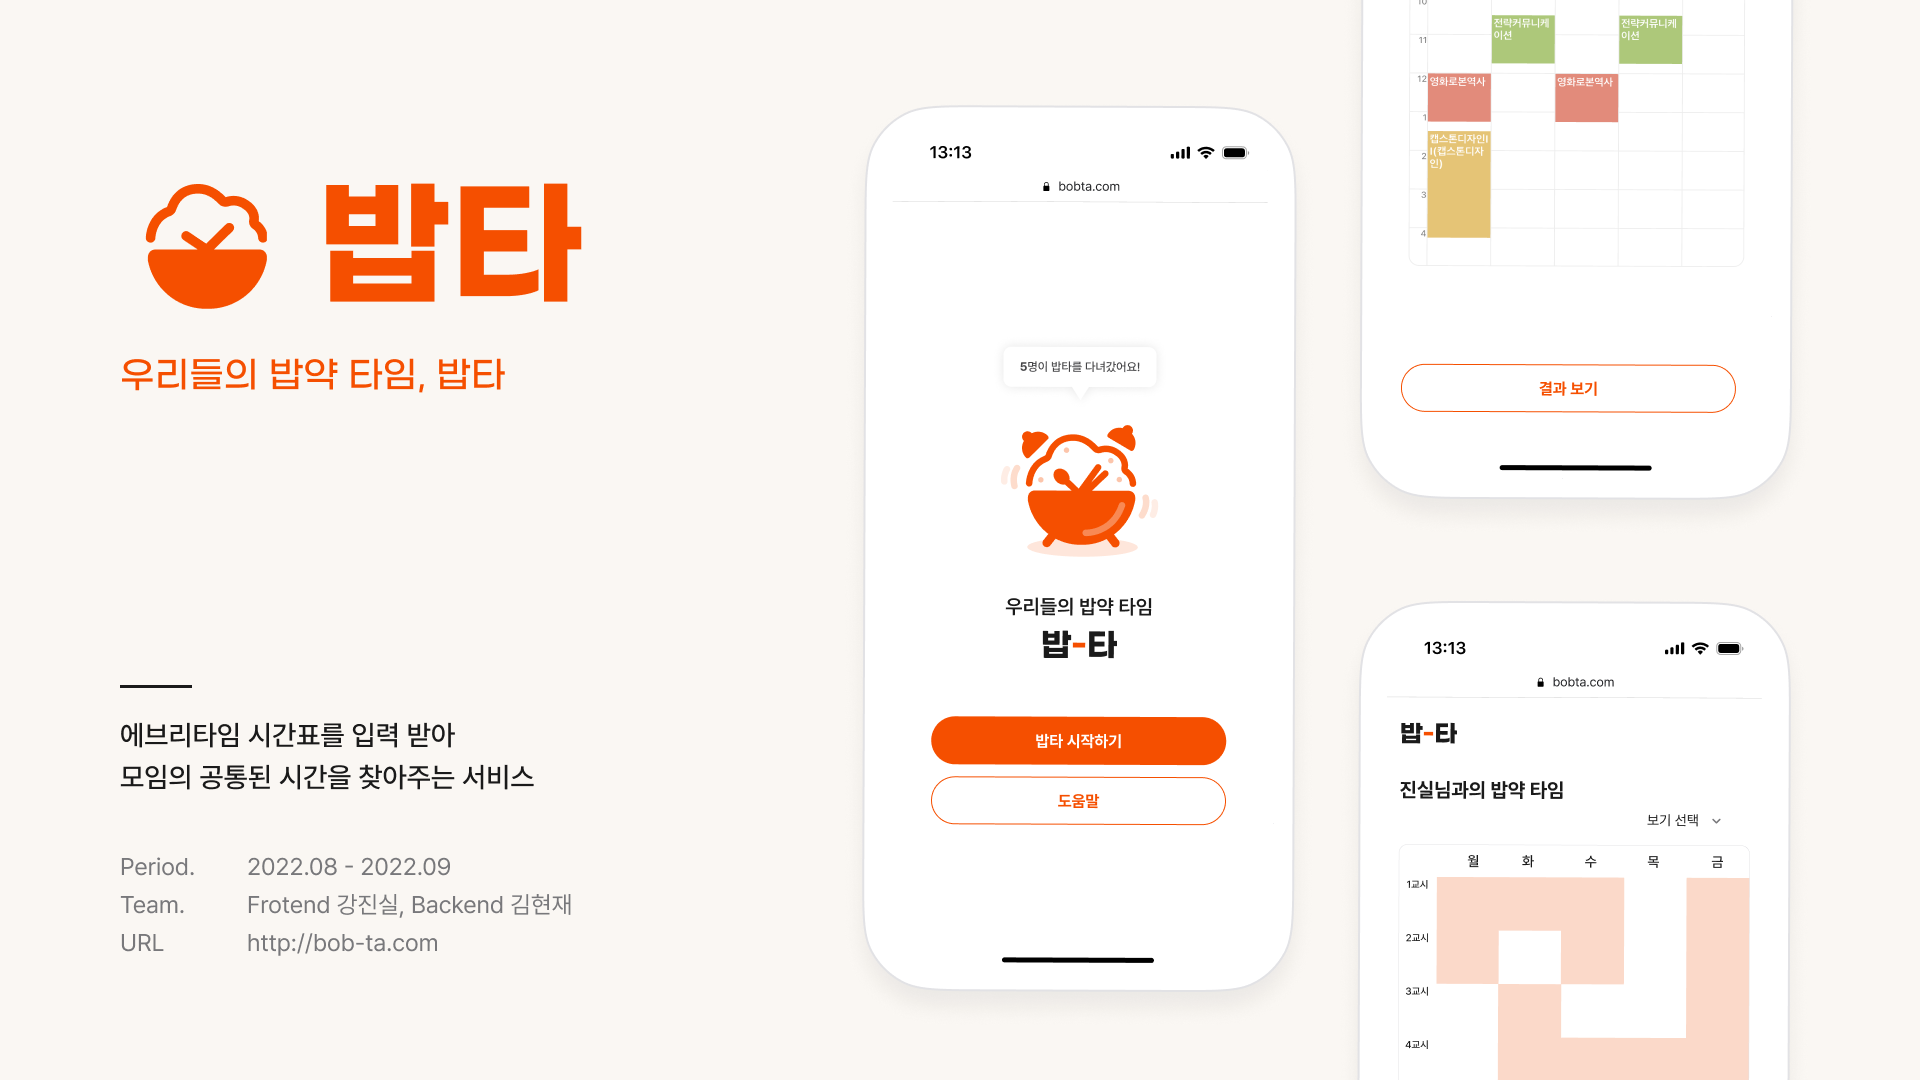 밥타
우리들의 밥약 타임, 밥타
에브리타임 시간표를 입력 받아
모임의 공통된 시간을 찾아주는 서비스
Period. 2022.08 - 2022.09
Team. Frotend 강진실, Backend 김현재
URL http://bob-ta.com
13:13
bobta.com
5명이 밥타를 다녀갔어요!
우리들의 밥약 타임
밥-타
밥타 시작하기
도움말
10
전략커뮤니케 전략커뮤니케
이션 이션
11
12
영화로본역사 영화로본역사
1
캡스톤디자인I
I(캡스톤디자
인)
2
3
4
결과 보기
13:13
bobta.com
밥-타
진실님과의 밥약 타임
보기 선택
월 화 수 목 금
1교시
2교시
3교시
4교시